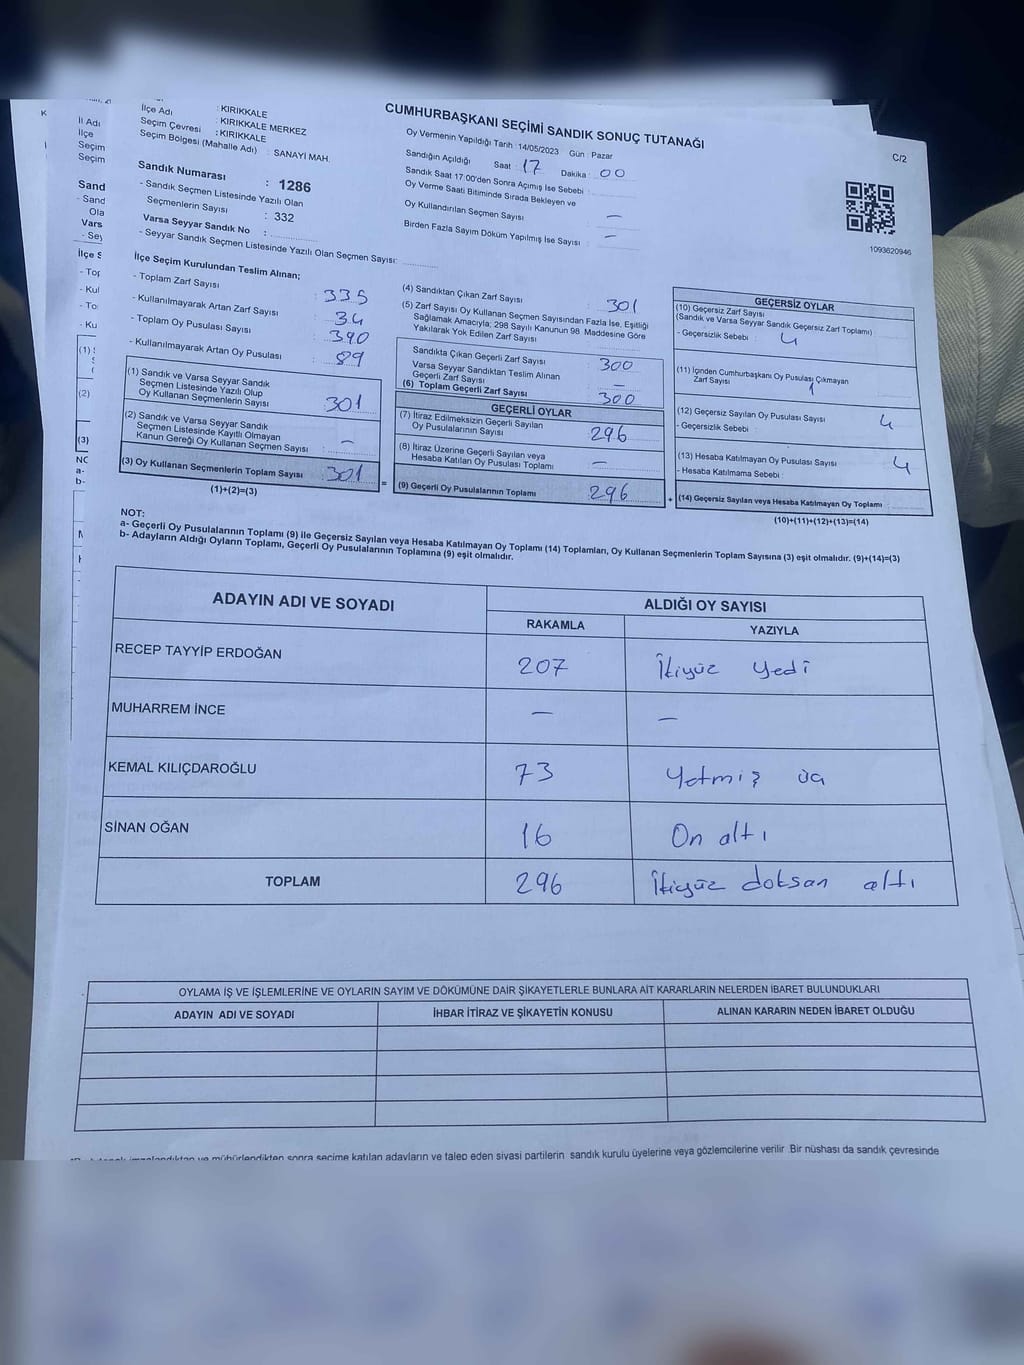 CUMHURBAŞKANI SEÇİMİ SANDIK SONUÇ TUTANAĞI
C/2
İlçe Adı : KIRIKKALE
Seçim Çevresi : KIRIKKALE MERKEZ
: KIRIKKALE
Seçim Bölgesi (Mahalle Adı) : SANAYİ MAH.
Sandık Numarası : 1286
- Sandık Seçmen Listesinde Yazılı Olan
Seçmenlerin Sayısı : 332
Varsa Seyyar Sandık No :
- Seyyar Sandık Seçmen Listesinde Yazılı Olan Seçmen Sayısı:
Oy Vermenin Yapıldığı Tarih : 14/05/2023 Gün : Pazar
Sandığın Açıldığı Saat : 17 Dakika : 00
Sandık Saat 17:00'den Sonra Açımış İse Sebebi :
Oy Verme Saati Bitiminde Sırada Bekleyen ve
Oy Kullandırılan Seçmen Sayısı : —
Birden Fazla Sayım Döküm Yapılmış İse Sayısı : —
1093620946
İlçe Seçim Kurulundan Teslim Alınan;
- Toplam Zarf Sayısı : 335
- Kullanılmayarak Artan Zarf Sayısı : 34
- Toplam Oy Pusulası Sayısı : 390
- Kullanılmayarak Artan Oy Pusulası : 89
(1) Sandık ve Varsa Seyyar Sandık
Seçmen Listesinde Yazılı Olup
Oy Kullanan Seçmenlerin Sayısı : 301
(2) Sandık ve Varsa Seyyar Sandık
Seçmen Listesinde Kayıtlı Olmayan
Kanun Gereği Oy Kullanan Seçmen Sayısı : —
(3) Oy Kullanan Seçmenlerin Toplam Sayısı : 301
(1)+(2)=(3)
(4) Sandıktan Çıkan Zarf Sayısı : 301
(5) Zarf Sayısı Oy Kullanan Seçmen Sayısından Fazla İse, Eşitliği
Sağlamak Amacıyla; 298 Sayılı Kanunun 98. Maddesine Göre
Yakılarak Yok Edilen Zarf Sayısı :
Sandıkta Çıkan Geçerli Zarf Sayısı : 300
Varsa Seyyar Sandıktan Teslim Alınan
Geçerli Zarf Sayısı : —
(6) Toplam Geçerli Zarf Sayısı : 300
GEÇERLİ OYLAR
(7) İtiraz Edilmeksizin Geçerli Sayılan
Oy Pusulalarının Sayısı : 296
(8) İtiraz Üzerine Geçerli Sayılan veya
Hesaba Katılan Oy Pusulası Toplamı : —
(9) Geçerli Oy Pusulalarının Toplamı : 296
GEÇERSİZ OYLAR
(10) Geçersiz Zarf Sayısı
(Sandık ve Varsa Seyyar Sandık Geçersiz Zarf Toplamı)
- Geçersizlik Sebebi : 4
(11) İçinden Cumhurbaşkanı Oy Pusulası Çıkmayan
Zarf Sayısı : 1
(12) Geçersiz Sayılan Oy Pusulası Sayısı : 4
- Geçersizlik Sebebi :
(13) Hesaba Katılmayan Oy Pusulası Sayısı : 4
- Hesaba Katılmama Sebebi :
(14) Geçersiz Sayılan veya Hesaba Katılmayan Oy Toplamı :
(10)+(11)+(12)+(13)=(14)
NOT:
a- Geçerli Oy Pusulalarının Toplamı (9) ile Geçersiz Sayılan veya Hesaba Katılmayan Oy Toplamı (14) Toplamları, Oy Kullanan Seçmenlerin Toplam Sayısına (3) eşit olmalıdır. (9)+(14)=(3)
b- Adayların Aldığı Oyların Toplamı, Geçerli Oy Pusulalarının Toplamına (9) eşit olmalıdır.
ADAYIN ADI VE SOYADI ALDIĞI OY SAYISI
RAKAMLA YAZIYLA
RECEP TAYYİP ERDOĞAN 207 İkiyüz yedi
MUHARREM İNCE — —
KEMAL KILIÇDAROĞLU 73 Yetmiş üç
SİNAN OĞAN 16 On altı
TOPLAM 296 İkiyüz doksan altı
OYLAMA İŞ VE İŞLEMLERİNE VE OYLARIN SAYIM VE DÖKÜMÜNE DAİR ŞİKAYETLERLE BUNLARA AİT KARARLARIN NELERDEN İBARET BULUNDUKLARI
ADAYIN ADI VE SOYADI İHBAR İTİRAZ VE ŞİKAYETİN KONUSU ALINAN KARARIN NEDEN İBARET OLDUĞU
imzalandıktan ve mühürlendikten sonra seçime katılan adayların ve talep eden siyasi partilerin sandık kurulu üyelerine veya gözlemcilerine verilir. Bir nüshası da sandık çevresinde